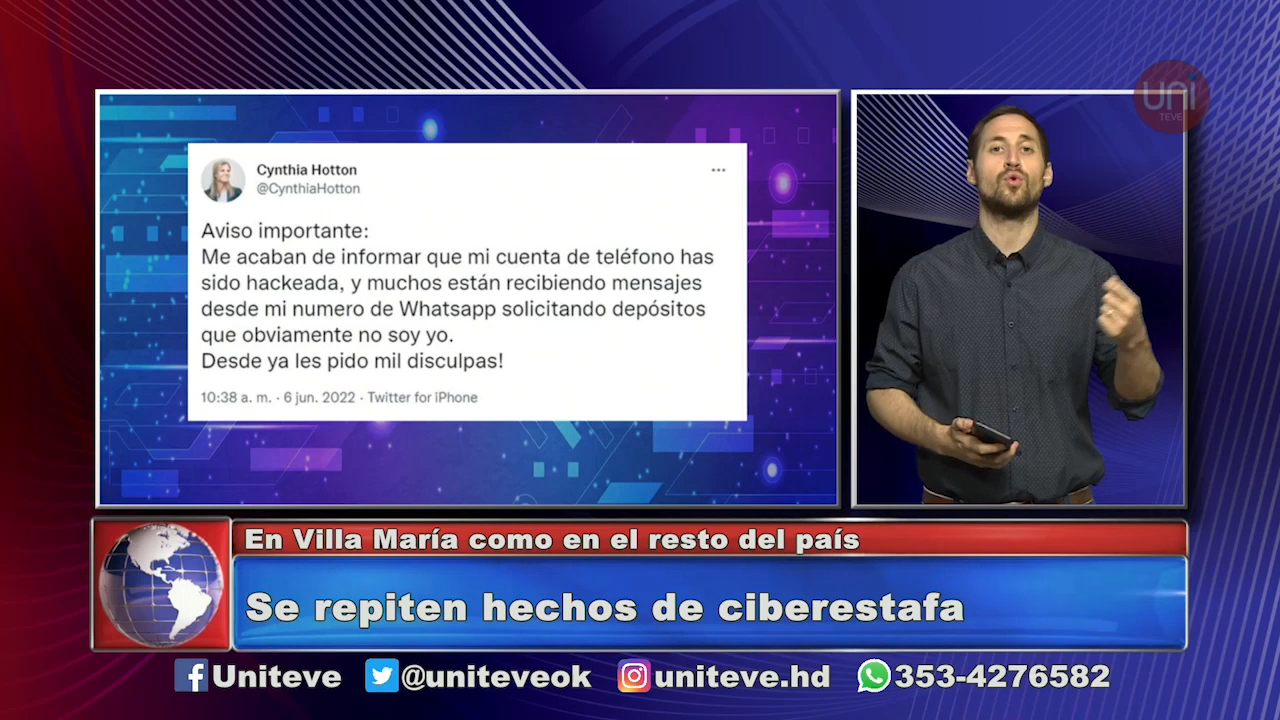 uni
TEVE
Cynthia Hotton
@CynthiaHotton
Aviso importante:
Me acaban de informar que mi cuenta de teléfono has
sido hackeada, y muchos están recibiendo mensajes
desde mi numero de Whatsapp solicitando depósitos
que obviamente no soy yo.
Desde ya les pido mil disculpas!
10:38 a. m. · 6 jun. 2022 · Twitter for iPhone
En Villa María como en el resto del país
Se repiten hechos de ciberestafa
Uniteve
@uniteveok
uniteve.hd
353-4276582